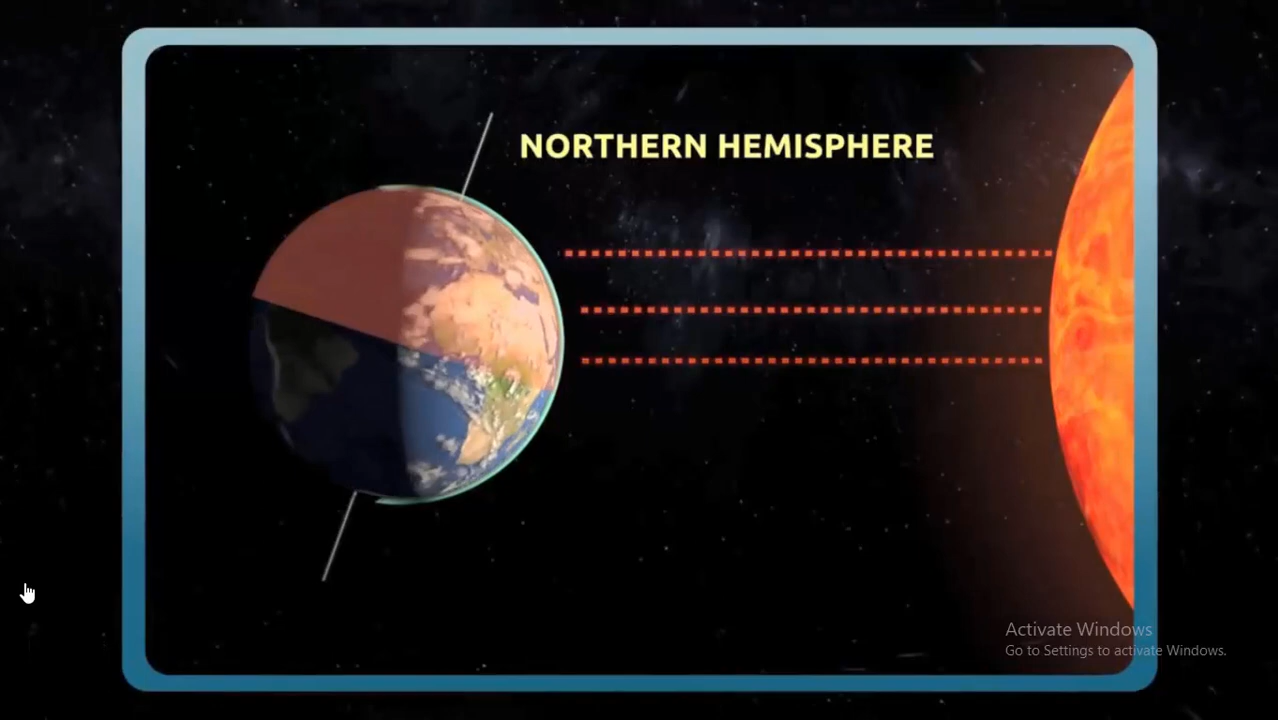 NORTHERN HEMISPHERE
Activate Windows
Go to Settings to activate Windows.